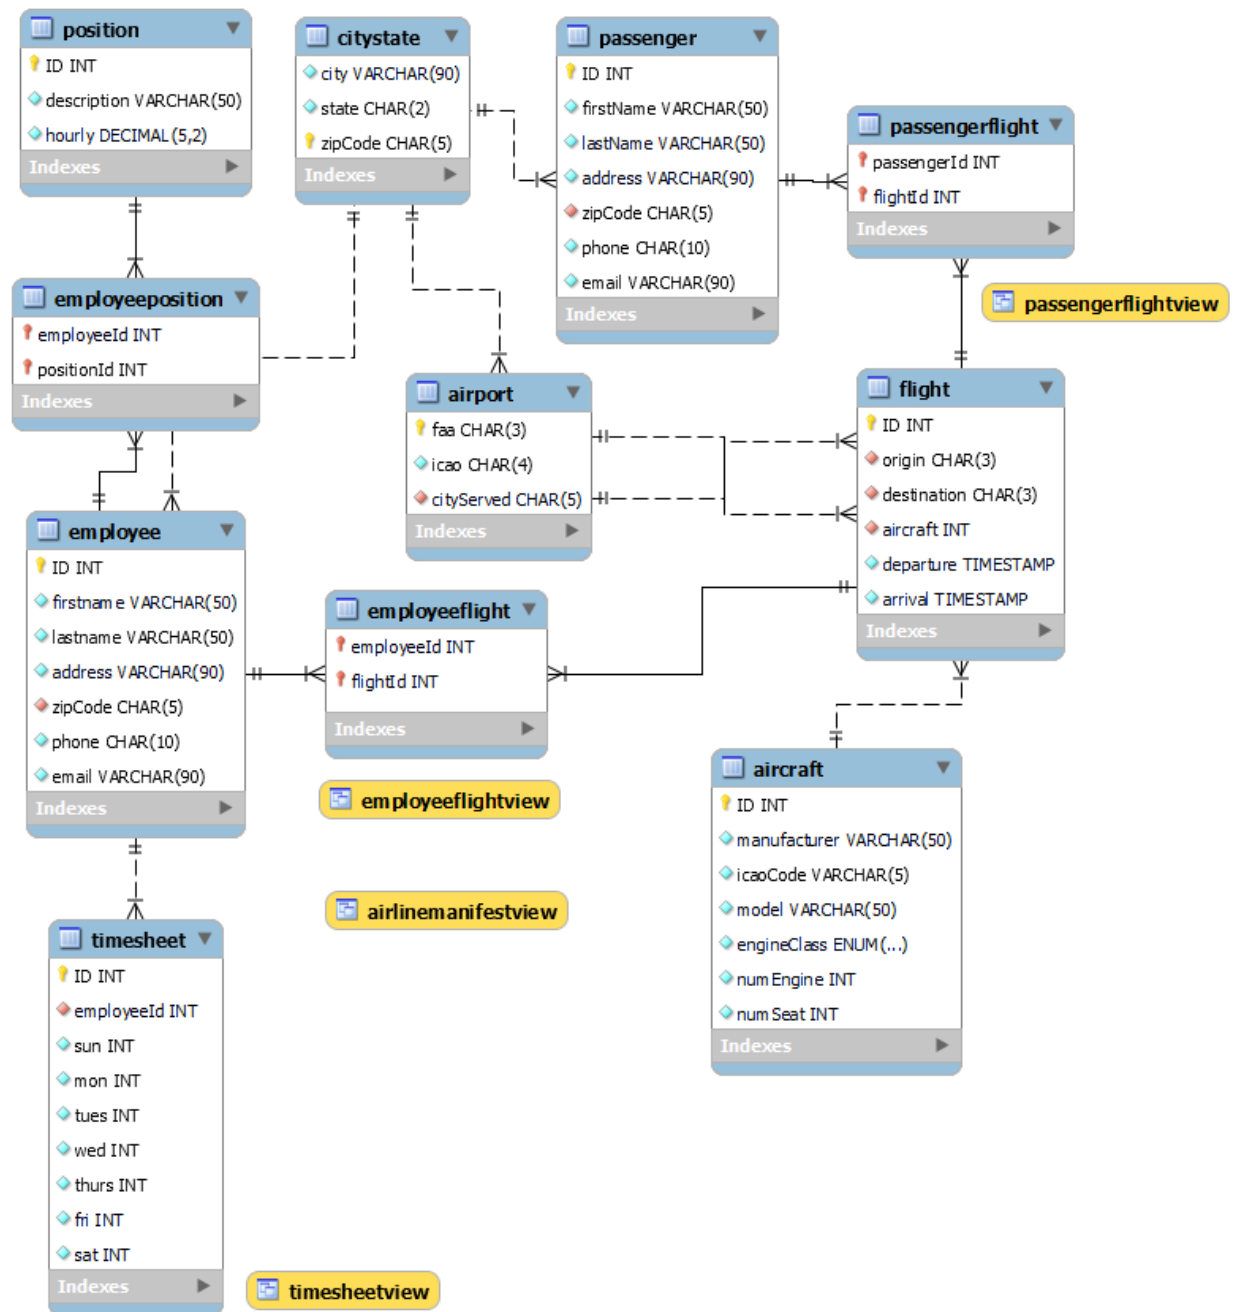 position
ID INT
description VARCHAR(50)
hourly DECIMAL(5,2)
Indexes
citystate
city VARCHAR(90)
state CHAR(2)
zipCode CHAR(5)
Indexes
passenger
ID INT
firstName VARCHAR(50)
lastName VARCHAR(50)
address VARCHAR(90)
zipCode CHAR(5)
phone CHAR(10)
email VARCHAR(90)
Indexes
passengerflight
passengerId INT
flightId INT
Indexes
passengerflightview
employeeposition
employeeId INT
positionId INT
Indexes
airport
faa CHAR(3)
icao CHAR(4)
cityServed CHAR(5)
Indexes
flight
ID INT
origin CHAR(3)
destination CHAR(3)
aircraft INT
departure TIMESTAMP
arrival TIMESTAMP
Indexes
employee
ID INT
firstname VARCHAR(50)
lastname VARCHAR(50)
address VARCHAR(90)
zipCode CHAR(5)
phone CHAR(10)
email VARCHAR(90)
Indexes
employeeflight
employeeId INT
flightId INT
Indexes
employeeflightview
airlinemanifestview
aircraft
ID INT
manufacturer VARCHAR(50)
icaoCode VARCHAR(5)
model VARCHAR(50)
engineClass ENUM(...)
numEngine INT
numSeat INT
Indexes
timesheet
ID INT
employeeId INT
sun INT
mon INT
tues INT
wed INT
thurs INT
fri INT
sat INT
Indexes
timesheetview